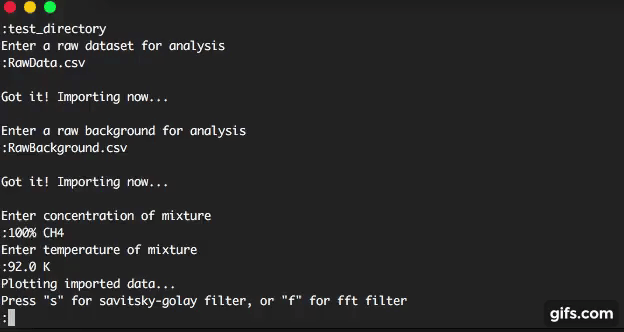 :test_directory
Enter a raw dataset for analysis
:RawData.csv
Got it! Importing now...
Enter a raw background for analysis
:RawBackground.csv
Got it! Importing now...
Enter concentration of mixture
:100% CH4
Enter temperature of mixture
:92.0 K
Plotting imported data...
Press "s" for savitsky-golay filter, or "f" for fft filter
:
gifs.com